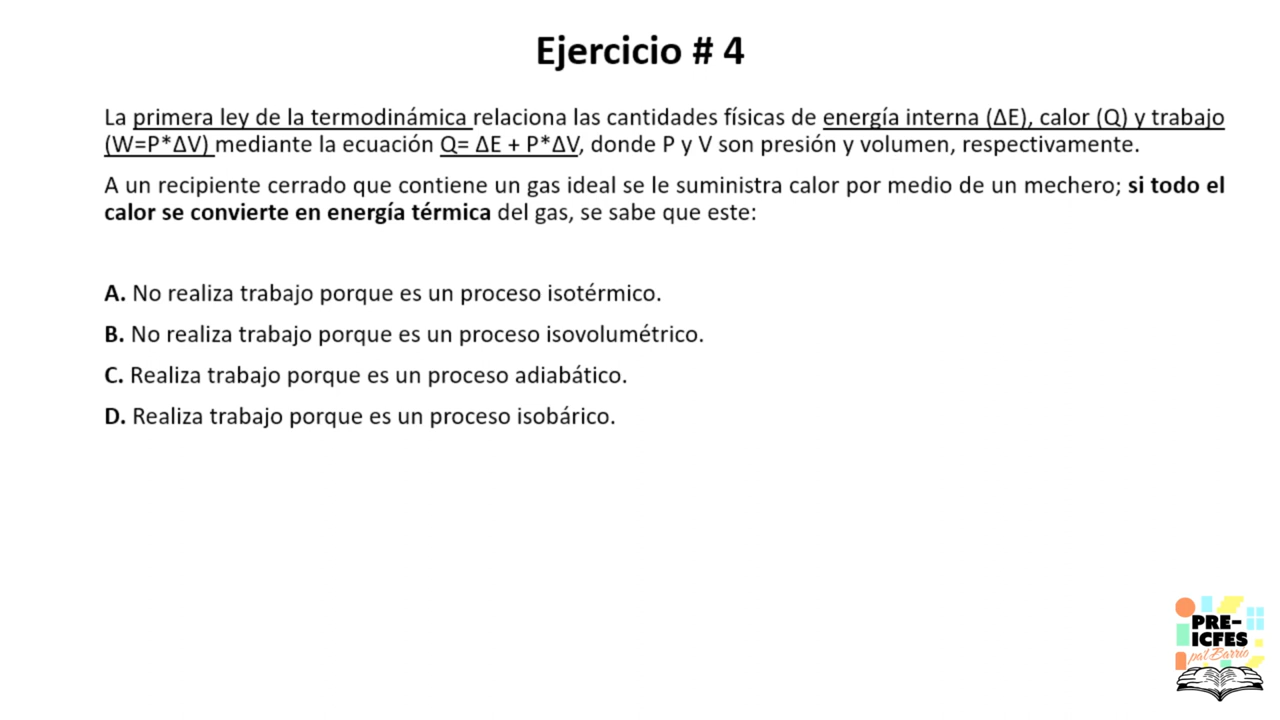 Ejercicio # 4
La primera ley de la termodinámica relaciona las cantidades físicas de energía interna (ΔE), calor (Q) y trabajo
(W=P*ΔV) mediante la ecuación Q= ΔE + P*ΔV, donde P y V son presión y volumen, respectivamente.
A un recipiente cerrado que contiene un gas ideal se le suministra calor por medio de un mechero; si todo el
calor se convierte en energía térmica del gas, se sabe que este:
A. No realiza trabajo porque es un proceso isotérmico.
B. No realiza trabajo porque es un proceso isovolumétrico.
C. Realiza trabajo porque es un proceso adiabático.
D. Realiza trabajo porque es un proceso isobárico.
PRE-
ICFES
pa'l Barrio